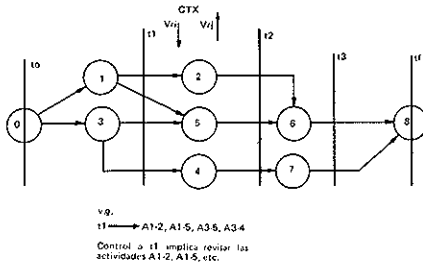 CTX
Vri Vrj
t0 t1 t2 t3 tf
1 2
0 3 5 6 8
4 7
v.g.
t1 A1-2, A1-5, A3-5, A3-4
Control a t1 implica revisar las
actividades A1-2, A1-5, etc.